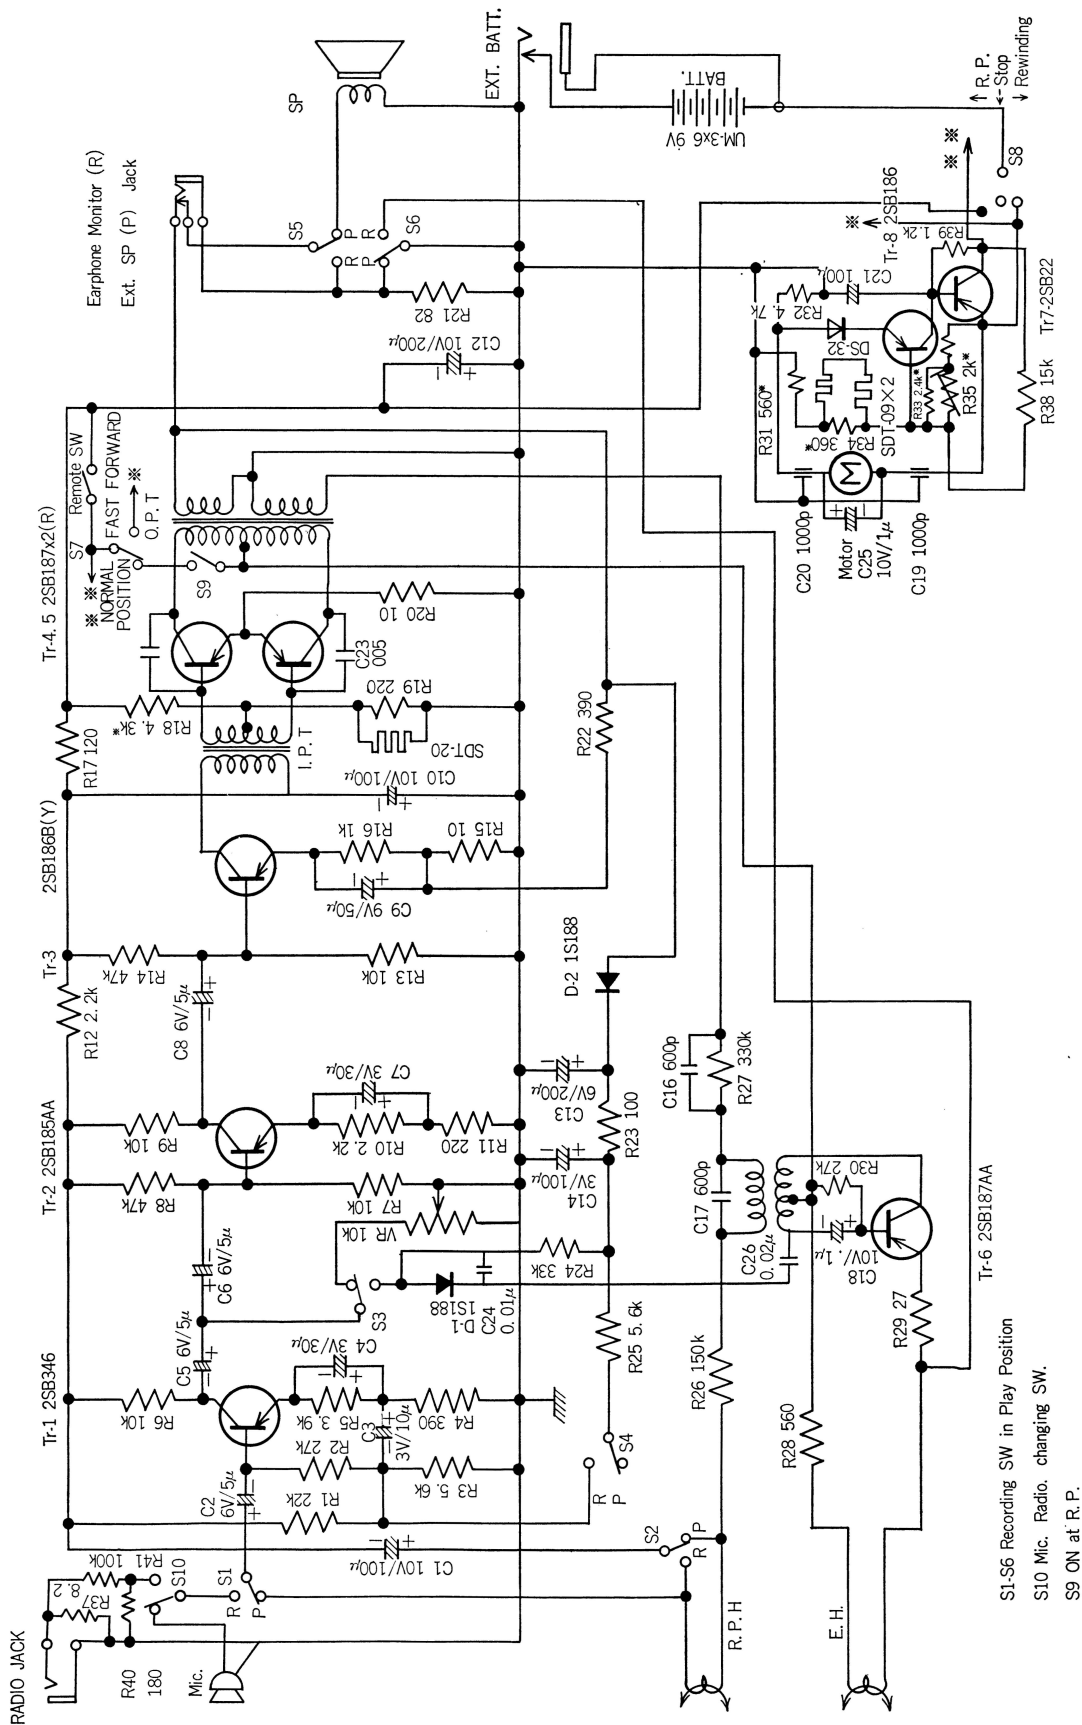 RADIO JACK
R37
8.2
R41 100k
R40
180
Mic.
S10
S1
R
P
C1 10V/100μ
C2
6V/5μ
R1 22k
R2
27k
R3 5.6k
C3
3V/10μ
R4
390
R5 3.9k
C4 3V/30μ
R6 10k
Tr-1 2SB346
C5 6V/5μ
C6 6V/5μ
S2
R
P
S3
S4
R
P
D-1
1S188
C24
0.01μ
R24 33k
R25 5.6k
VR 10k
R7 10k
R8 47k
Tr-2 2SB185AA
R9 10k
R10 2.2k
R11 220
C7 3V/30μ
C8 6V/5μ
R12 2.2k
Tr-3
2SB186B(Y)
R14 47k
R13 10k
C9 9V/50μ
R16 1k
R15 10
C14
3V/100μ
C13
6V/200μ
R23 100
D-2 1S188
R22 390
R17 120
C10 10V/100μ
I.P.T
R18 4.3k*
SDT-20
R19 220
C23
005
R20 10
Tr-4.5 2SB187x2(R)
S7
Remote SW
FAST FORWARD
※
※ ※
NORMAL
POSITION
S9
O.P.T
C12 10V/200μ
R21 82
Earphone Monitor (R)
Ext. SP (P) Jack
S5
R
P
R
P
S6
SP
EXT. BATT.
BATT.
UM-3x6 9V
↑ R.P.
--Stop
↓ Rewinding
S8
※
※
※
Tr-8 2SB186
R39 1.2k
C21 100μ
R32 4.7k
DS-32
R31 560*
SDT-09×2
R34
360*
R33 2.4k*
R35 2k*
Tr7-2SB22
R38 15k
C20 1000p
M
Motor
C25
10V/1μ
C19 1000p
R26 150k
C17 600p
C16 600p
R27 330k
C26
0.02μ
C18
10V/.1μ
R30 27k
R29 27
Tr-6 2SB187AA
R28 560
R.P.H
E.H.
S1-S6 Recording SW in Play Position
S10 Mic. Radio. changing SW.
S9 ON at R.P.